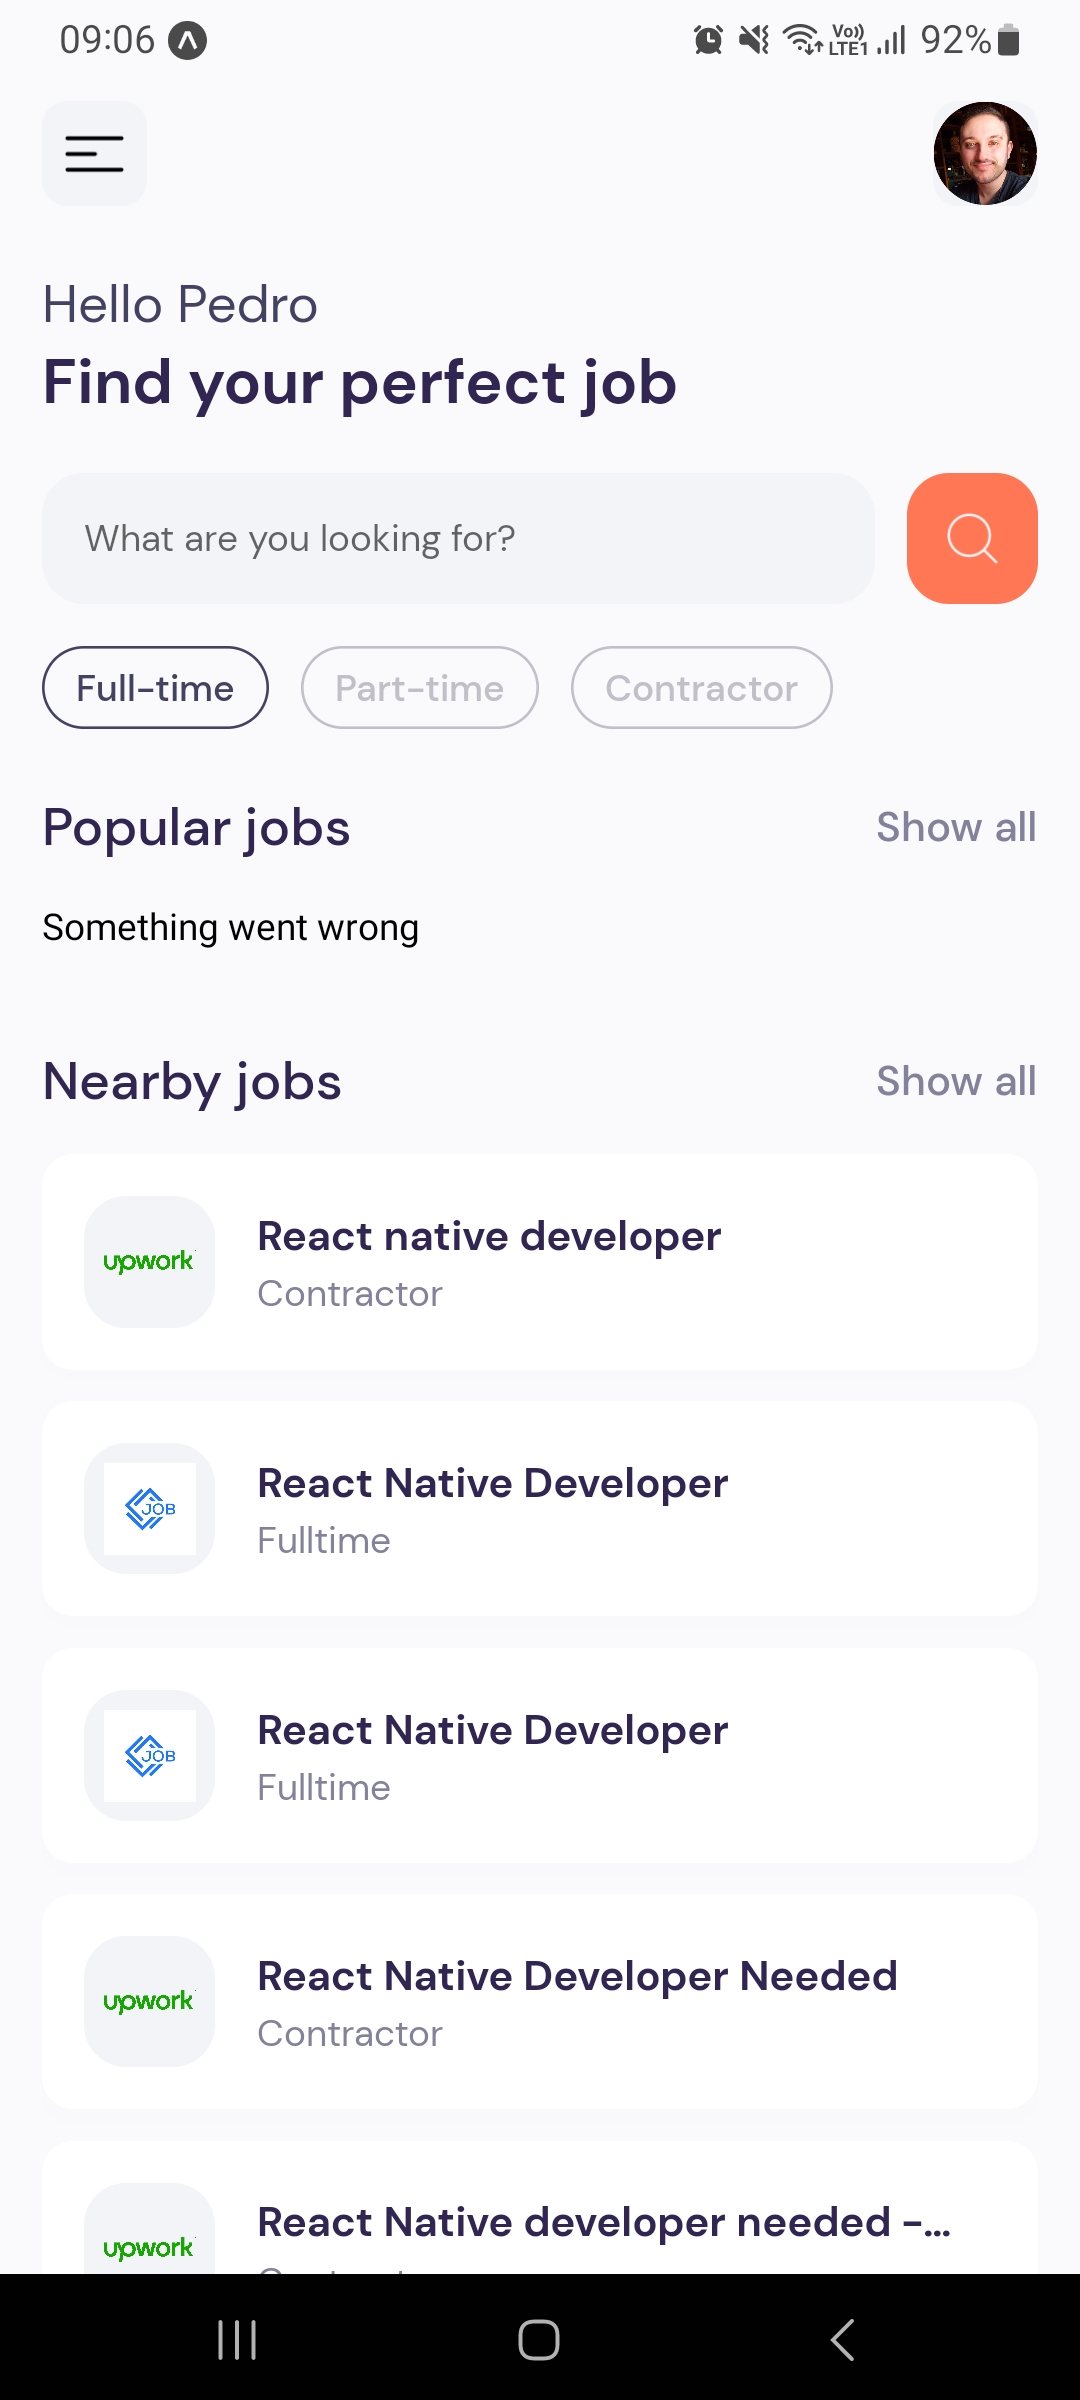 09:06
Vo)) LTE1 92%
Hello Pedro
Find your perfect job
What are you looking for?
Full-time Part-time Contractor
Popular jobs Show all
Something went wrong
Nearby jobs Show all
upwork
React native developer
Contractor
JOB
React Native Developer
Fulltime
JOB
React Native Developer
Fulltime
upwork
React Native Developer Needed
Contractor
upwork
React Native developer needed -...